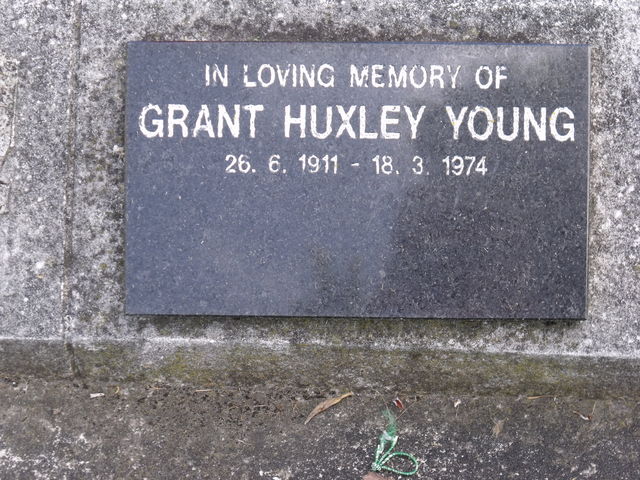 IN LOVING MEMORY OF
GRANT HUXLEY YOUNG
26. 6. 1911 - 18. 3. 1974